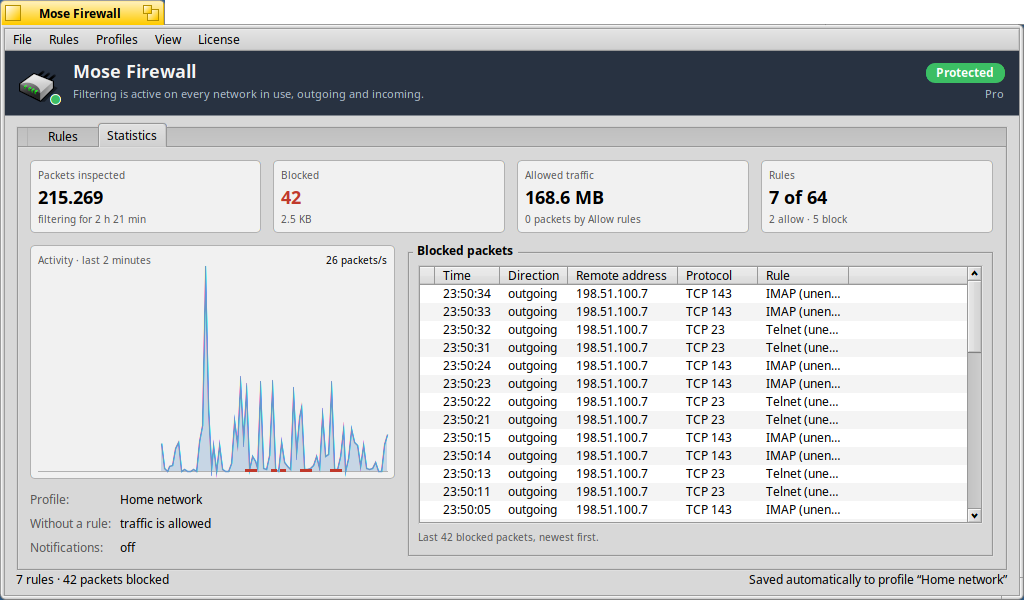 Mose Firewall
File Rules Profiles View License
Mose Firewall
Filtering is active on every network in use, outgoing and incoming.
Protected
Pro
Rules Statistics
Packets inspected
215.269
filtering for 2 h 21 min
Blocked
42
2.5 KB
Allowed traffic
168.6 MB
0 packets by Allow rules
Rules
7 of 64
2 allow · 5 block
Activity · last 2 minutes
26 packets/s
Profile: Home network
Without a rule: traffic is allowed
Notifications: off
Blocked packets
Time Direction Remote address Protocol Rule
23:50:34 outgoing 198.51.100.7 TCP 143 IMAP (unen...
23:50:33 outgoing 198.51.100.7 TCP 143 IMAP (unen...
23:50:32 outgoing 198.51.100.7 TCP 23 Telnet (une...
23:50:31 outgoing 198.51.100.7 TCP 23 Telnet (une...
23:50:24 outgoing 198.51.100.7 TCP 143 IMAP (unen...
23:50:23 outgoing 198.51.100.7 TCP 143 IMAP (unen...
23:50:22 outgoing 198.51.100.7 TCP 23 Telnet (une...
23:50:21 outgoing 198.51.100.7 TCP 23 Telnet (une...
23:50:15 outgoing 198.51.100.7 TCP 143 IMAP (unen...
23:50:14 outgoing 198.51.100.7 TCP 143 IMAP (unen...
23:50:13 outgoing 198.51.100.7 TCP 23 Telnet (une...
23:50:11 outgoing 198.51.100.7 TCP 23 Telnet (une...
23:50:05 outgoing 198.51.100.7 TCP 143 IMAP (unen...
Last 42 blocked packets, newest first.
7 rules · 42 packets blocked
Saved automatically to profile “Home network”